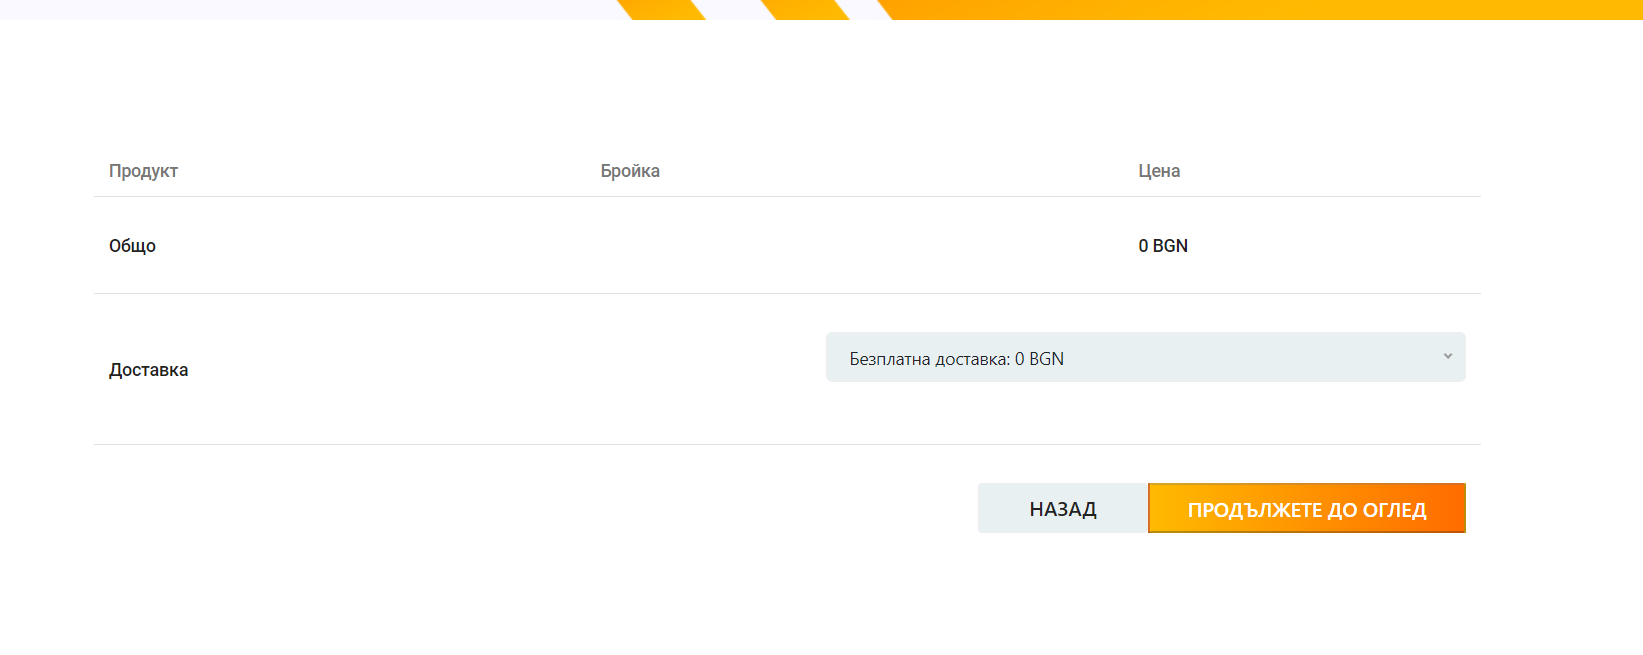 Продукт Бройка Цена
Общо 0 BGN
Доставка Безплатна доставка: 0 BGN
НАЗАД ПРОДЪЛЖЕТЕ ДО ОГЛЕД